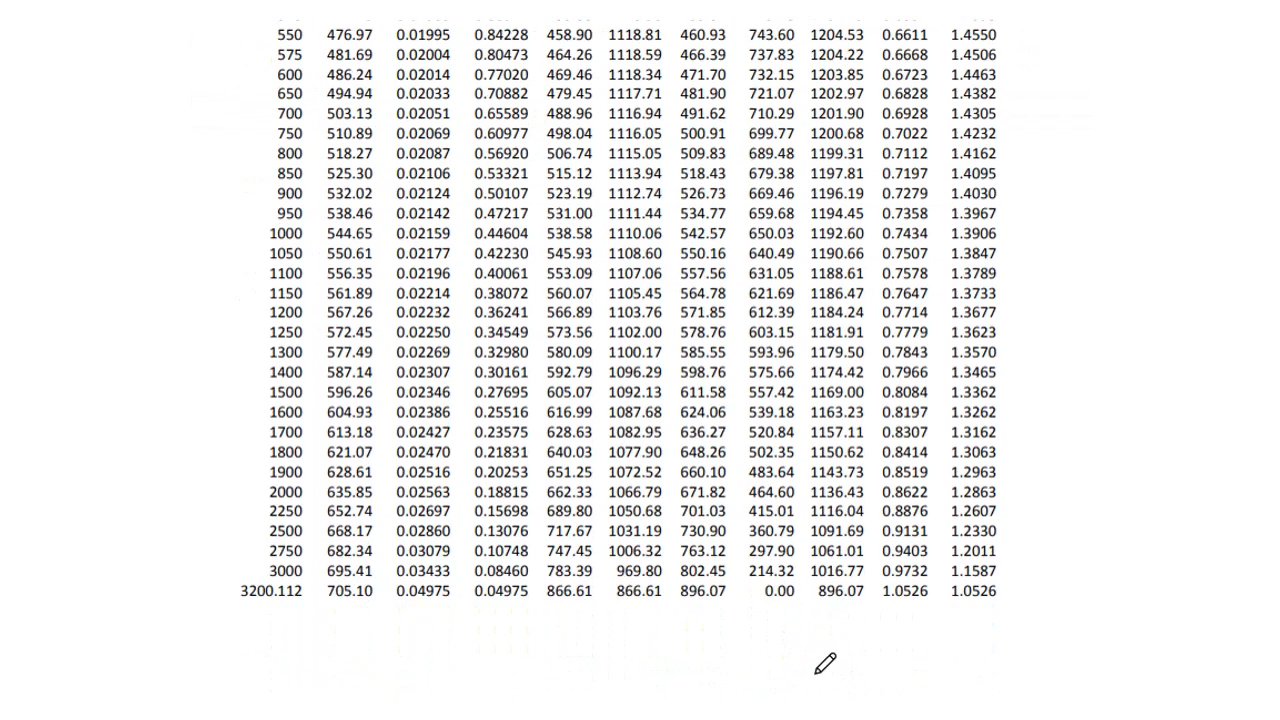 550 476.97 0.01995 0.84228 458.90 1118.81 460.93 743.60 1204.53 0.6611 1.4550
575 481.69 0.02004 0.80473 464.26 1118.59 466.39 737.83 1204.22 0.6668 1.4506
600 486.24 0.02014 0.77020 469.46 1118.34 471.70 732.15 1203.85 0.6723 1.4463
650 494.94 0.02033 0.70882 479.45 1117.71 481.90 721.07 1202.97 0.6828 1.4382
700 503.13 0.02051 0.65589 488.96 1116.94 491.62 710.29 1201.90 0.6928 1.4305
750 510.89 0.02069 0.60977 498.04 1116.05 500.91 699.77 1200.68 0.7022 1.4232
800 518.27 0.02087 0.56920 506.74 1115.05 509.83 689.48 1199.31 0.7112 1.4162
850 525.30 0.02106 0.53321 515.12 1113.94 518.43 679.38 1197.81 0.7197 1.4095
900 532.02 0.02124 0.50107 523.19 1112.74 526.73 669.46 1196.19 0.7279 1.4030
950 538.46 0.02142 0.47217 531.00 1111.44 534.77 659.68 1194.45 0.7358 1.3967
1000 544.65 0.02159 0.44604 538.58 1110.06 542.57 650.03 1192.60 0.7434 1.3906
1050 550.61 0.02177 0.42230 545.93 1108.60 550.16 640.49 1190.66 0.7507 1.3847
1100 556.35 0.02196 0.40061 553.09 1107.06 557.56 631.05 1188.61 0.7578 1.3789
1150 561.89 0.02214 0.38072 560.07 1105.45 564.78 621.69 1186.47 0.7647 1.3733
1200 567.26 0.02232 0.36241 566.89 1103.76 571.85 612.39 1184.24 0.7714 1.3677
1250 572.45 0.02250 0.34549 573.56 1102.00 578.76 603.15 1181.91 0.7779 1.3623
1300 577.49 0.02269 0.32980 580.09 1100.17 585.55 593.96 1179.50 0.7843 1.3570
1400 587.14 0.02307 0.30161 592.79 1096.29 598.76 575.66 1174.42 0.7966 1.3465
1500 596.26 0.02346 0.27695 605.07 1092.13 611.58 557.42 1169.00 0.8084 1.3362
1600 604.93 0.02386 0.25516 616.99 1087.68 624.06 539.18 1163.23 0.8197 1.3262
1700 613.18 0.02427 0.23575 628.63 1082.95 636.27 520.84 1157.11 0.8307 1.3162
1800 621.07 0.02470 0.21831 640.03 1077.90 648.26 502.35 1150.62 0.8414 1.3063
1900 628.61 0.02516 0.20253 651.25 1072.52 660.10 483.64 1143.73 0.8519 1.2963
2000 635.85 0.02563 0.18815 662.33 1066.79 671.82 464.60 1136.43 0.8622 1.2863
2250 652.74 0.02697 0.15698 689.80 1050.68 701.03 415.01 1116.04 0.8876 1.2607
2500 668.17 0.02860 0.13076 717.67 1031.19 730.90 360.79 1091.69 0.9131 1.2330
2750 682.34 0.03079 0.10748 747.45 1006.32 763.12 297.90 1061.01 0.9403 1.2011
3000 695.41 0.03433 0.08460 783.39 969.80 802.45 214.32 1016.77 0.9732 1.1587
3200.112 705.10 0.04975 0.04975 866.61 866.61 896.07 0.00 896.07 1.0526 1.0526